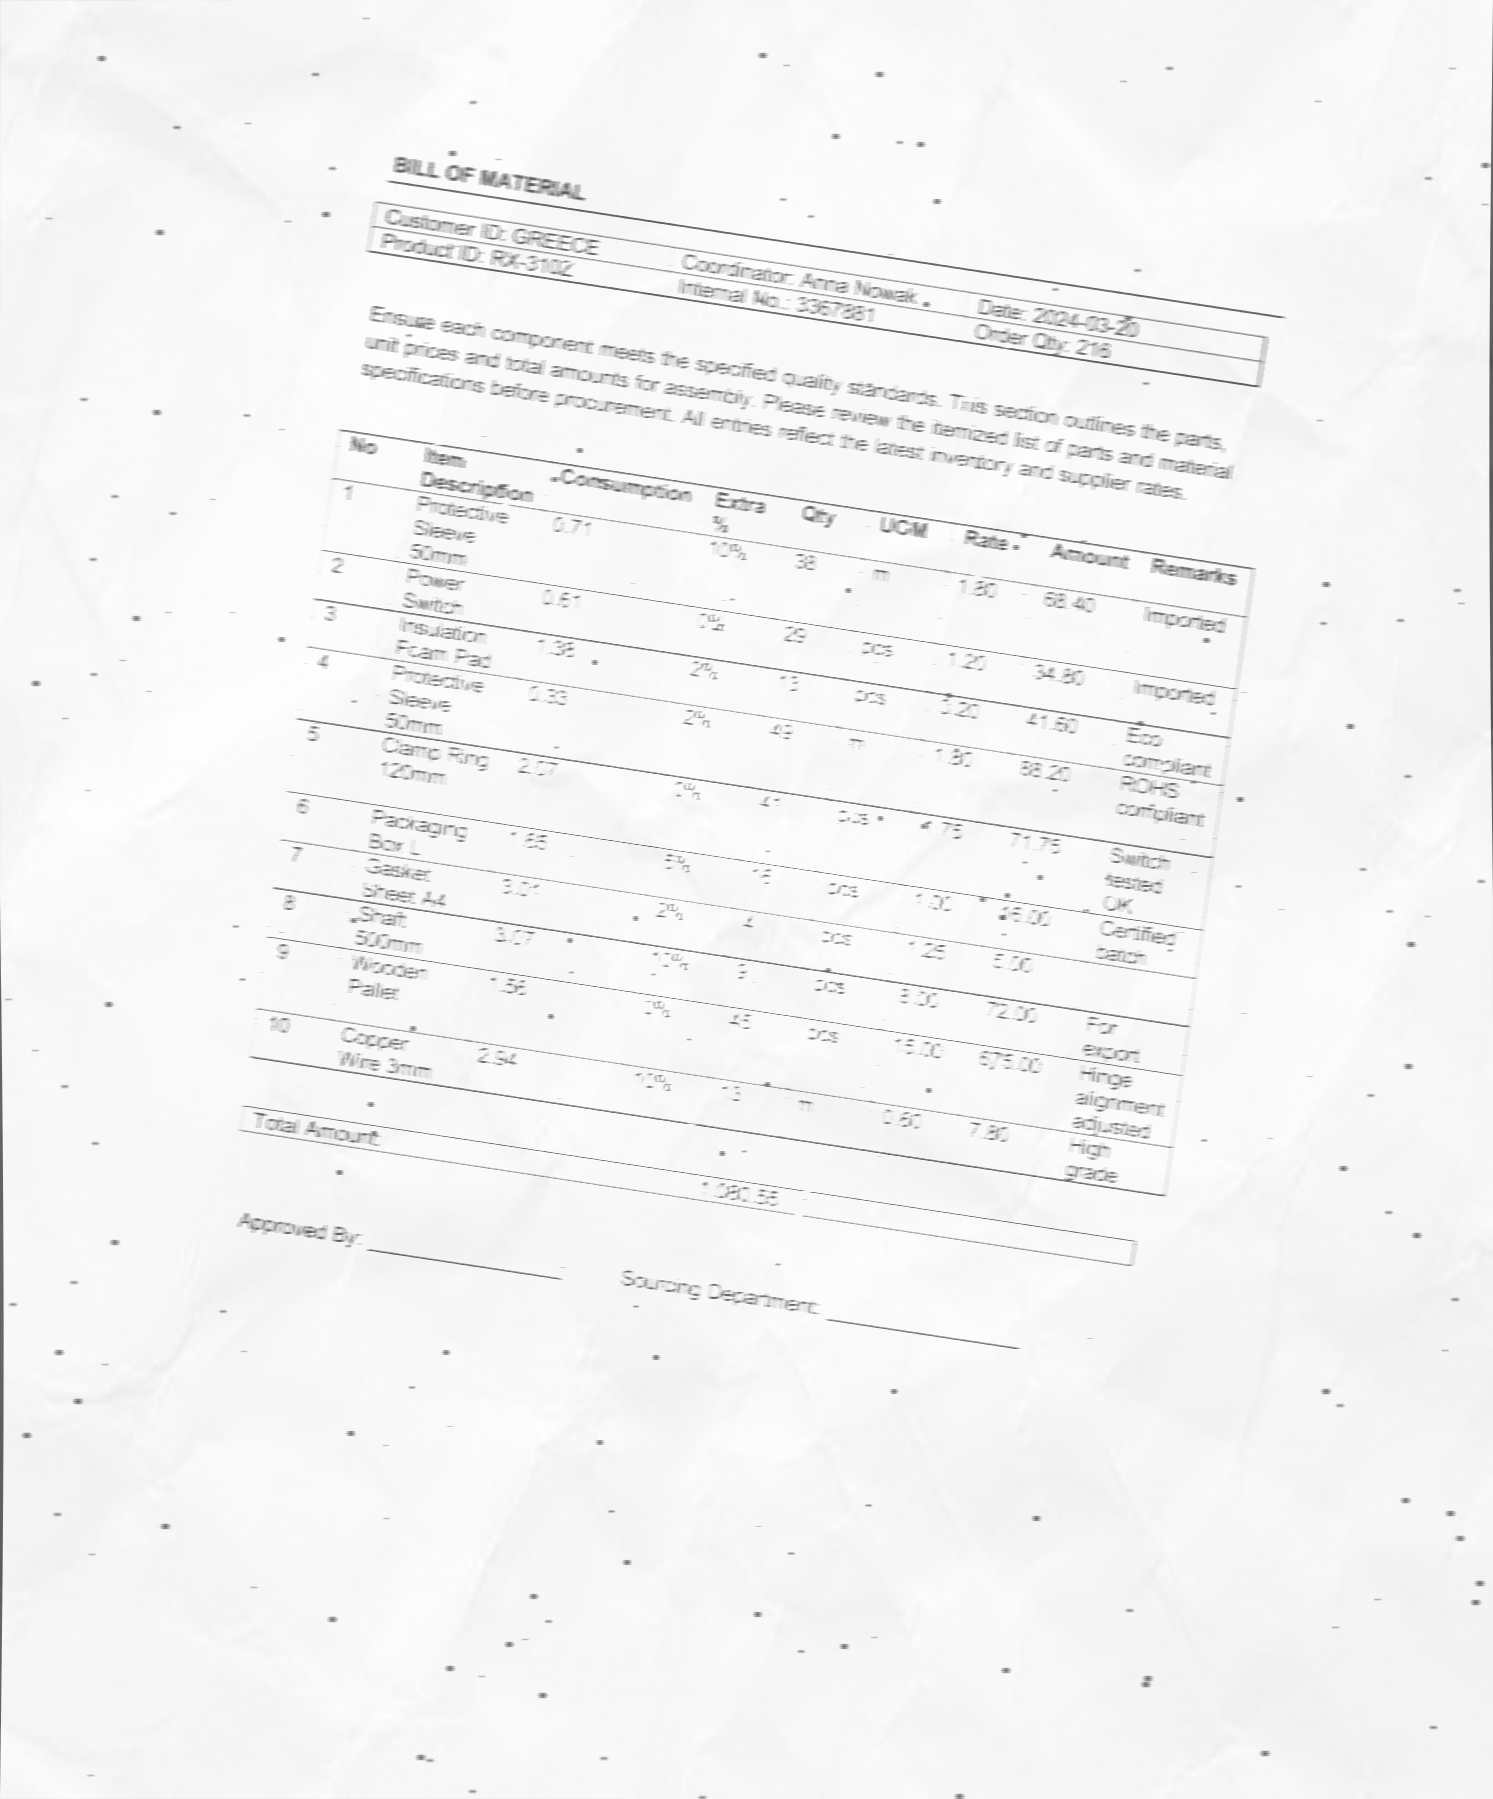 BILL OF MATERIAL
Customer ID: GREECE Coordinator: Anna Nowak Date: 2024-03-20
Product ID: RX-3102 Internal No.: 3367881 Order Qty: 216
Ensure each component meets the specified quality standards. This section outlines the parts,
unit prices and total amounts for assembly. Please review the itemized list of parts and material
specifications before procurement. All entries reflect the latest inventory and supplier rates.
No Item Description Consumption Extra % Qty UOM Rate Amount Remarks
1 Protective Sleeve 50mm 0.71 10% 38 m 1.80 68.40 Imported
2 Power Switch 0.61 0% 29 pcs 1.20 34.80 Imported
3 Insulation Foam Pad 1.38 2% 13 pcs 3.20 41.60 Eco compliant
4 Protective Sleeve 50mm 0.33 2% 49 m 1.80 88.20 ROHS compliant
5 Clamp Ring 120mm 2.07 0% 41 pcs 1.75 71.75 Switch tested OK
6 Packaging Box L 5% 16 pcs 1.00 16.00 Certified batch
7 Gasket Sheet A4 3.01 2% 4 pcs 1.25 5.00
8 Shaft 500mm 3.07 10% 9 pcs 8.00 72.00 For export
9 Wooden Pallet 1.56 0% 45 pcs 15.00 675.00 Hinge alignment adjusted
10 Copper Wire 3mm 2.94 10% 13 m 0.60 7.80 High grade
Total Amount: 1,080.55
Approved By: Sourcing Department: